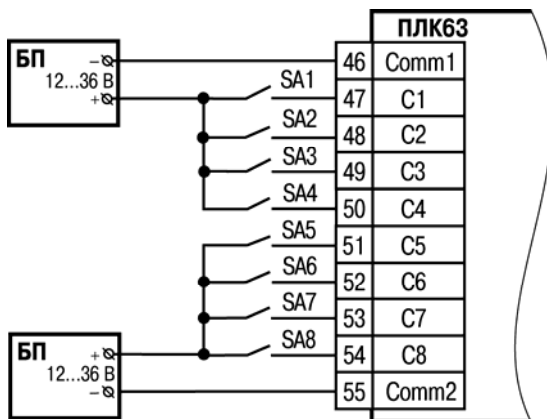 ПЛК63
БП
12...36 В
−
+
46 Comm1
SA1 47 C1
SA2 48 C2
SA3 49 C3
SA4 50 C4
SA5 51 C5
SA6 52 C6
SA7 53 C7
SA8 54 C8
55 Comm2
БП
12...36 В
+
−